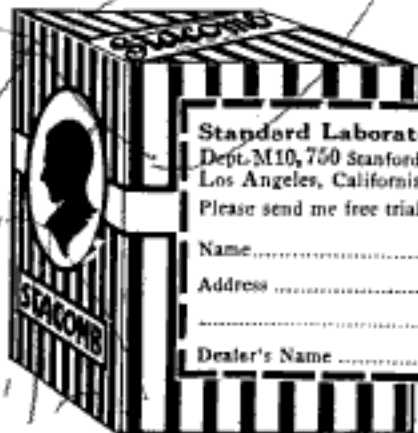 STACOMB
STACOMB
Standard Laborat
Dept. M10, 750 Stanford
Los Angeles, California
Please send me free trial
Name
Address
Dealer's Name